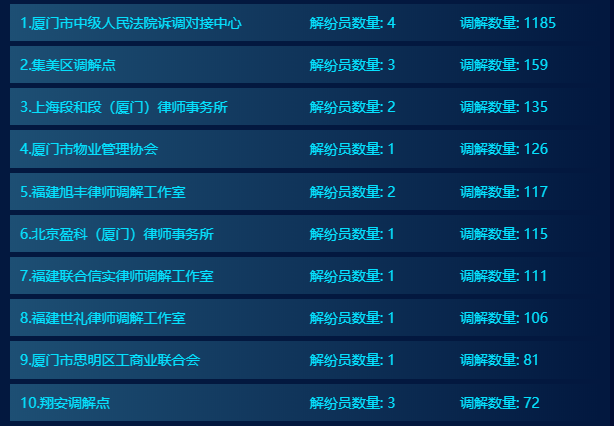 1.厦门市中级人民法院诉调对接中心 解纷员数量: 4 调解数量: 1185
2.集美区调解点 解纷员数量: 3 调解数量: 159
3.上海段和段（厦门）律师事务所 解纷员数量: 2 调解数量: 135
4.厦门市物业管理协会 解纷员数量: 1 调解数量: 126
5.福建旭丰律师调解工作室 解纷员数量: 2 调解数量: 117
6.北京盈科（厦门）律师事务所 解纷员数量: 1 调解数量: 115
7.福建联合信实律师调解工作室 解纷员数量: 1 调解数量: 111
8.福建世礼律师调解工作室 解纷员数量: 1 调解数量: 106
9.厦门市思明区工商业联合会 解纷员数量: 1 调解数量: 81
10.翔安调解点 解纷员数量: 3 调解数量: 72